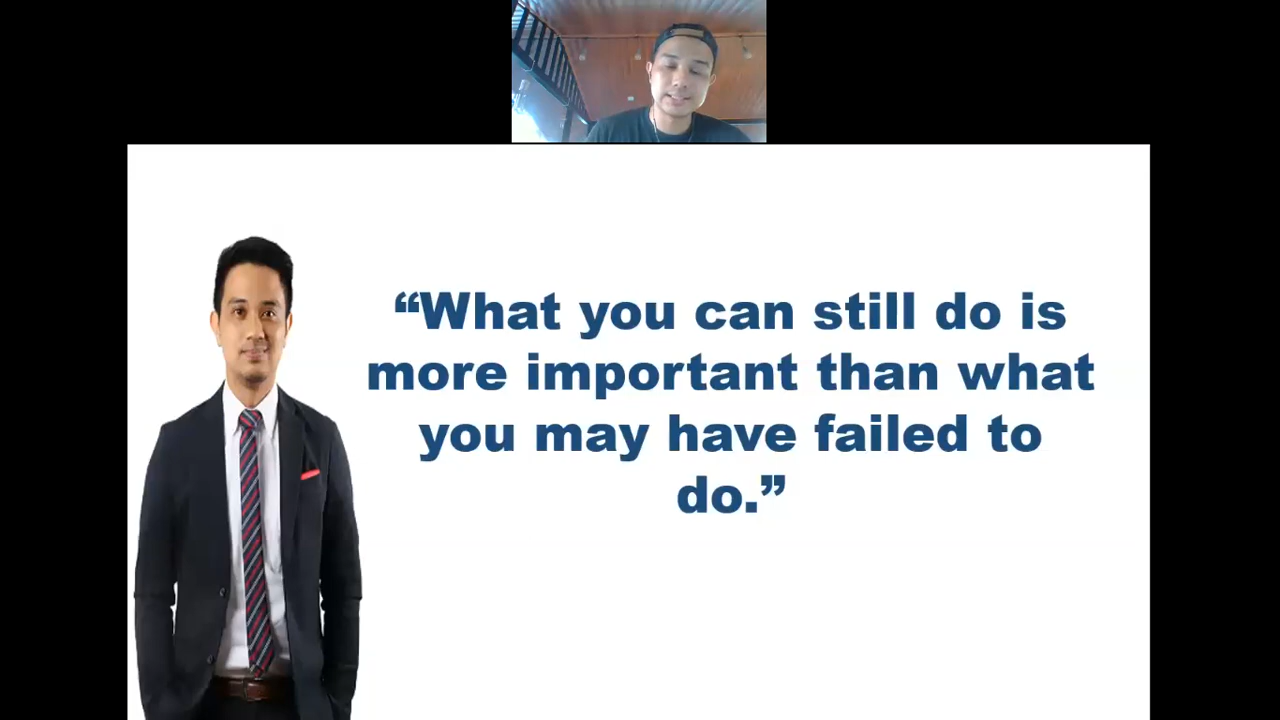 “What you can still do is
more important than what
you may have failed to
do.”